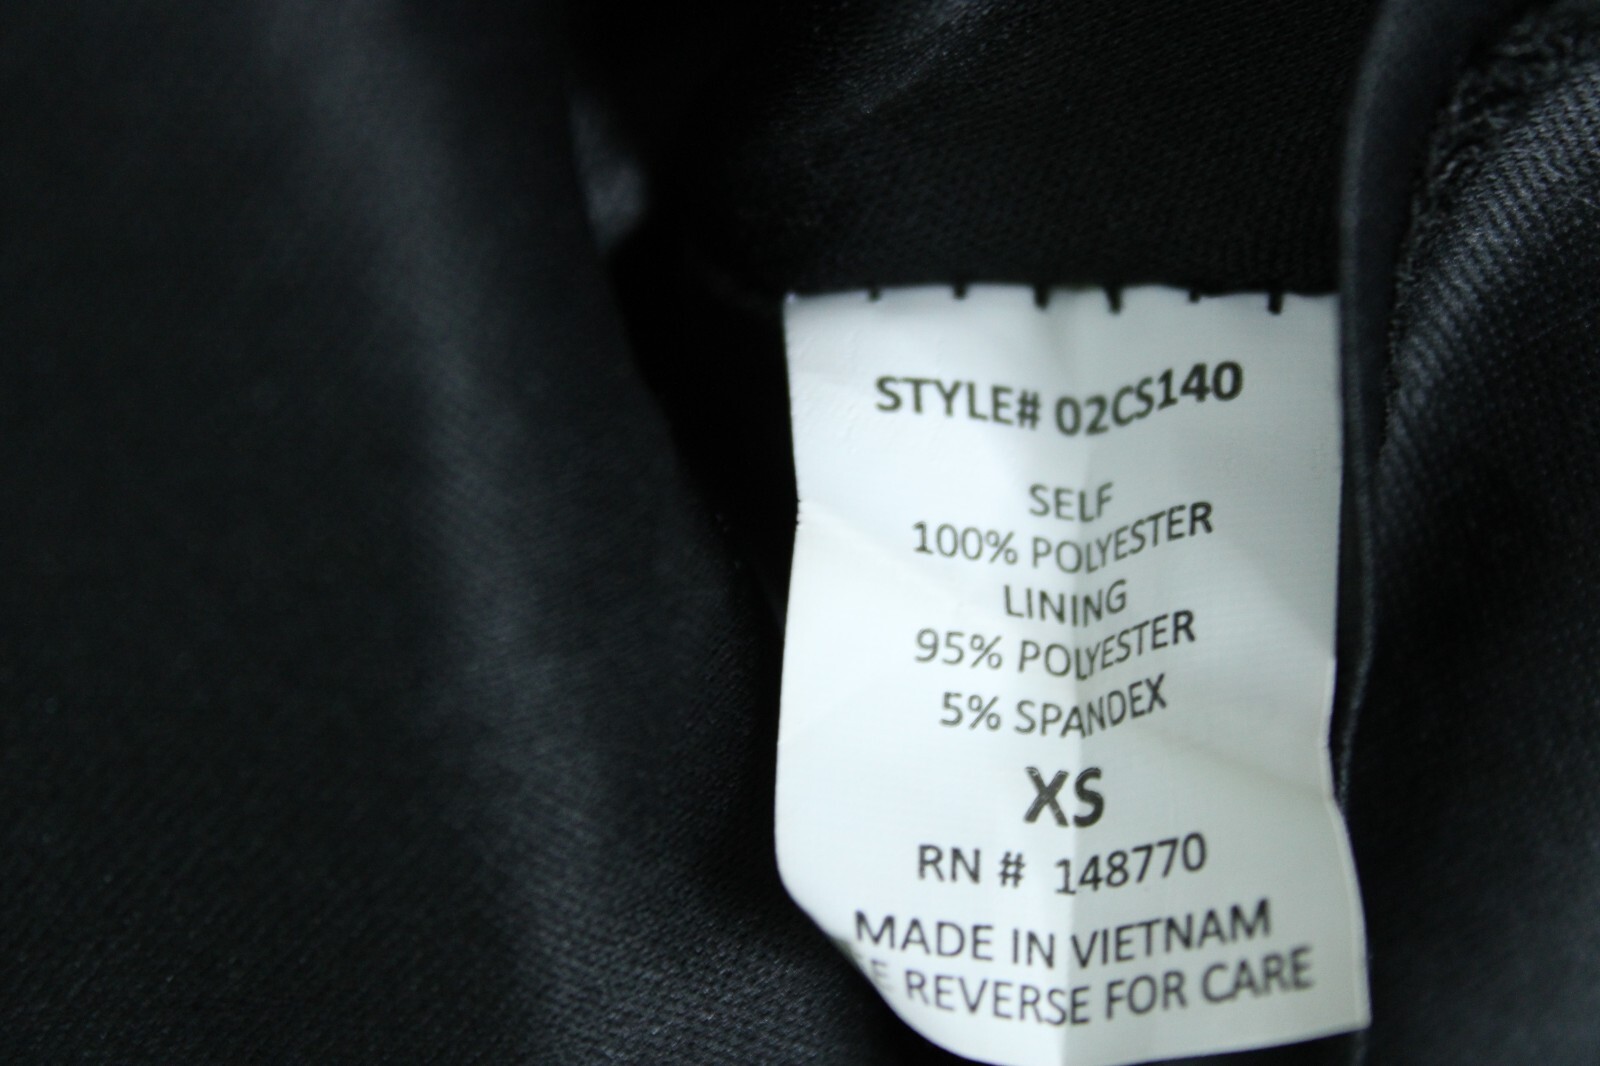 STYLE# 02CS140
SELF
100% POLYESTER
LINING
95% POLYESTER
5% SPANDEX
XS
RN # 148770
MADE IN VIETNAM
REVERSE FOR CARE